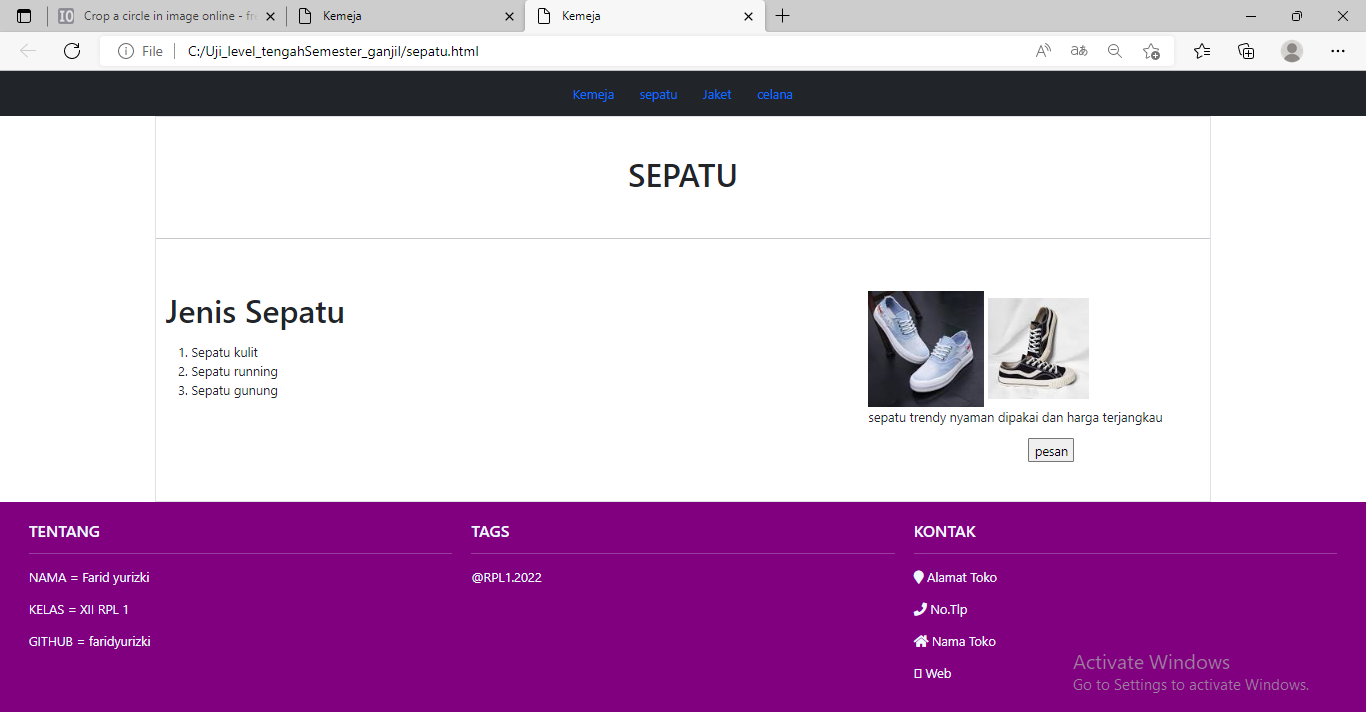 Crop a circle in image online - fr
Kemeja
Kemeja
File
C:/Uji_level_tengahSemester_ganjil/sepatu.html
Kemeja sepatu Jaket celana
SEPATU
Jenis Sepatu
1. Sepatu kulit
2. Sepatu running
3. Sepatu gunung
sepatu trendy nyaman dipakai dan harga terjangkau
pesan
TENTANG
NAMA = Farid yurizki
KELAS = XII RPL 1
GITHUB = faridyurizki
TAGS
@RPL1.2022
KONTAK
Alamat Toko
No.Tlp
Nama Toko
Web
Activate Windows
Go to Settings to activate Windows.